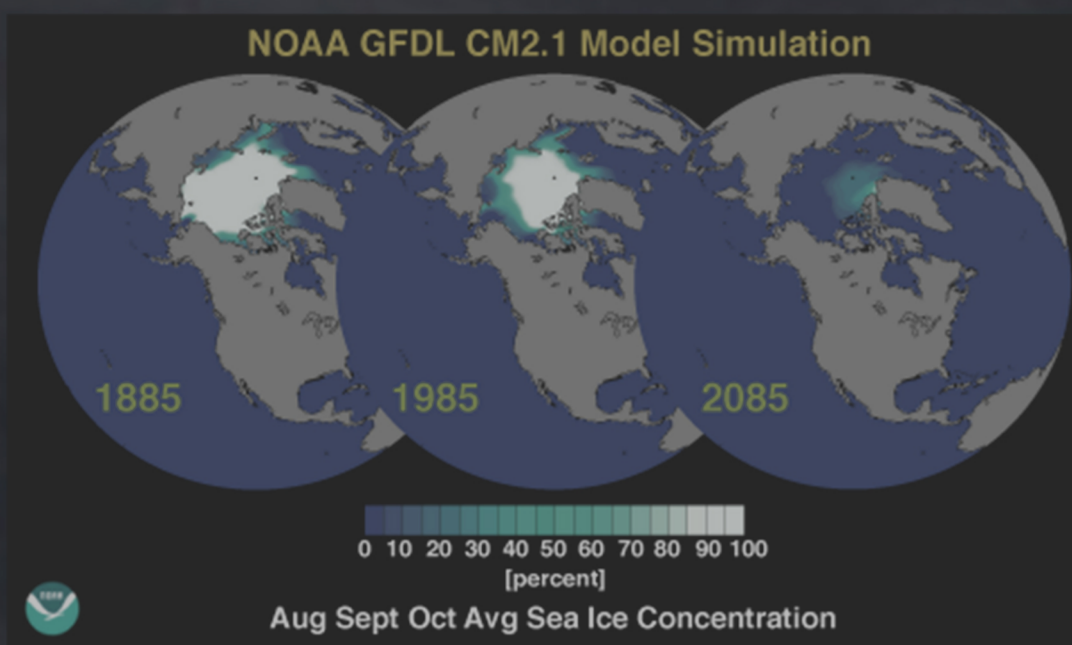 NOAA GFDL CM2.1 Model Simulation
1885
1985
2085
0 10 20 30 40 50 60 70 80 90 100
[percent]
Aug Sept Oct Avg Sea Ice Concentration